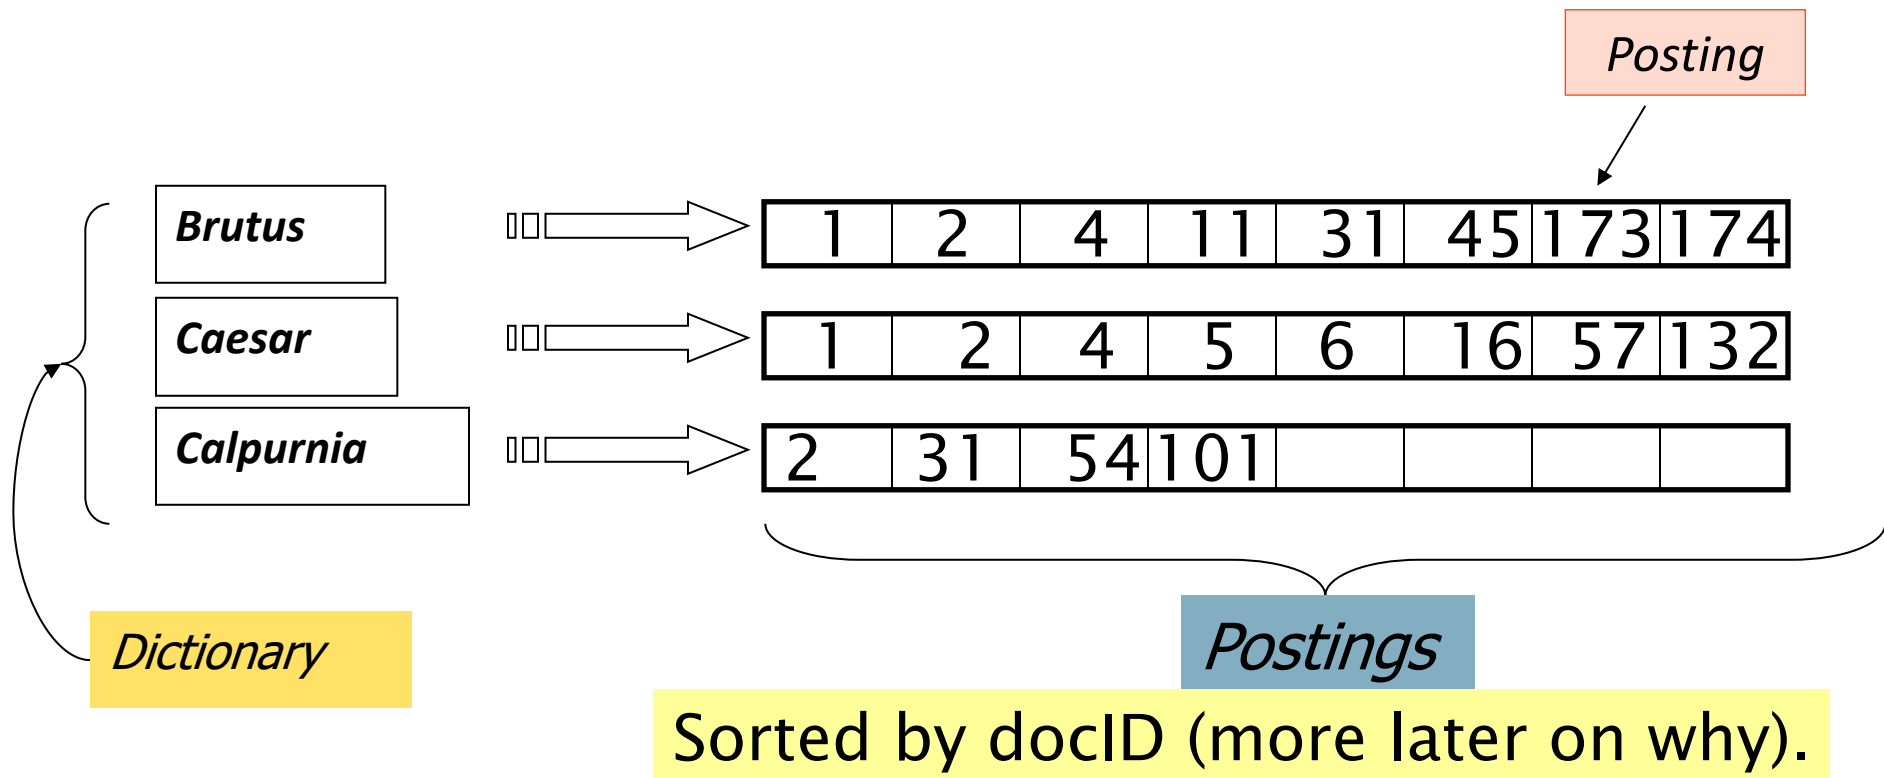 Posting
Brutus 1 2 4 11 31 45 173 174
Caesar 1 2 4 5 6 16 57 132
Calpurnia 2 31 54 101
Dictionary
Postings
Sorted by docID (more later on why).